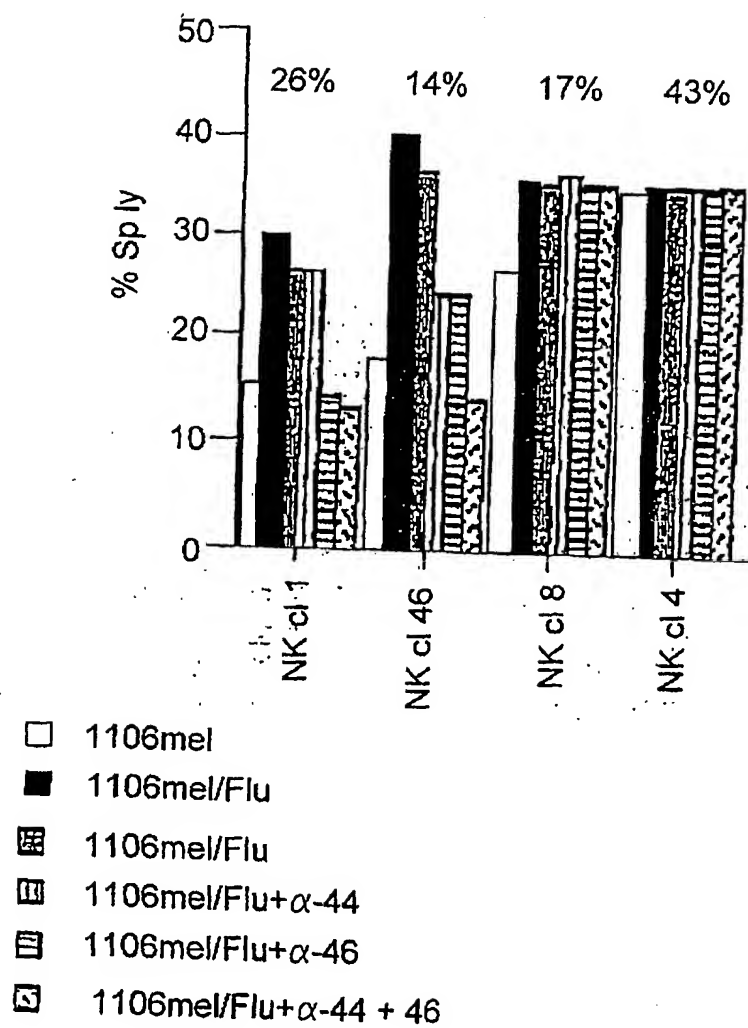 50
26% 14% 17% 43%
40
30
% Sp ly
20
10
0
NK cl 1
NK cl 46
NK cl 8
NK cl 4
1106mel
1106mel/Flu
1106mel/Flu
1106mel/Flu+α-44
1106mel/Flu+α-46
1106mel/Flu+α-44 + 46